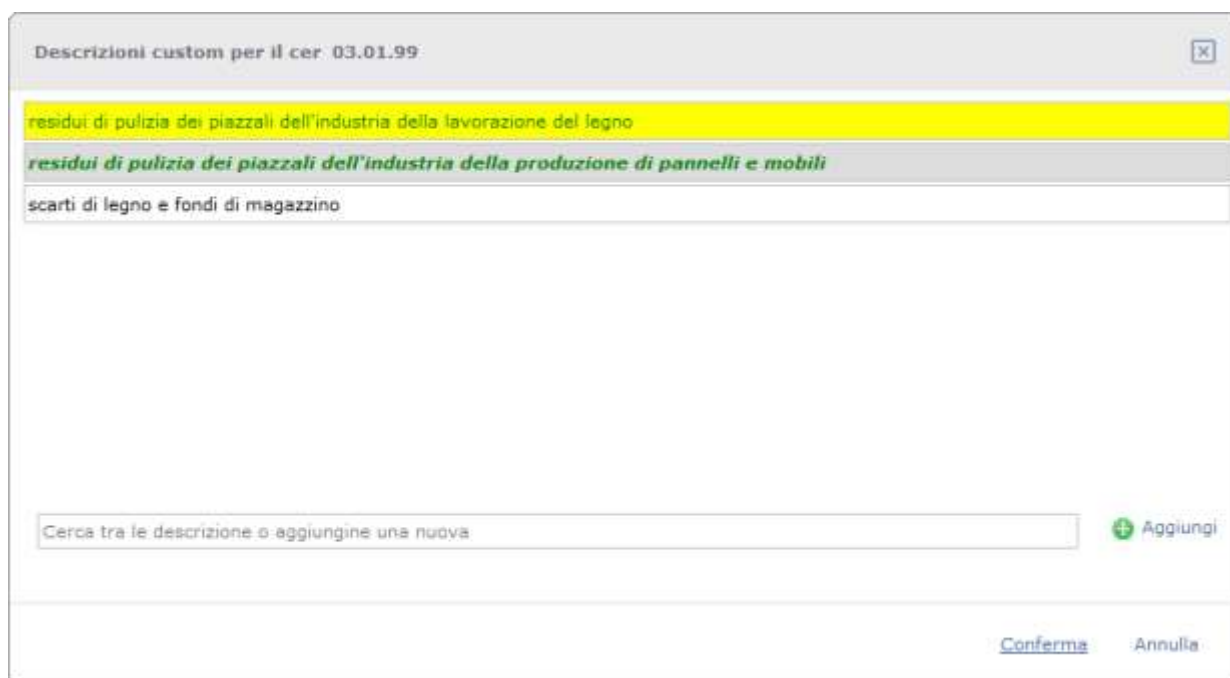 Descrizioni custom per il cer 03.01.99
residui di pulizia dei piazzali dell'industria della lavorazione del legno
residui di pulizia dei piazzali dell'industria della produzione di pannelli e mobili
scarti di legno e fondi di magazzino
Cerca tra le descrizione o aggiungine una nuova
Aggiungi
Conferma Annulla